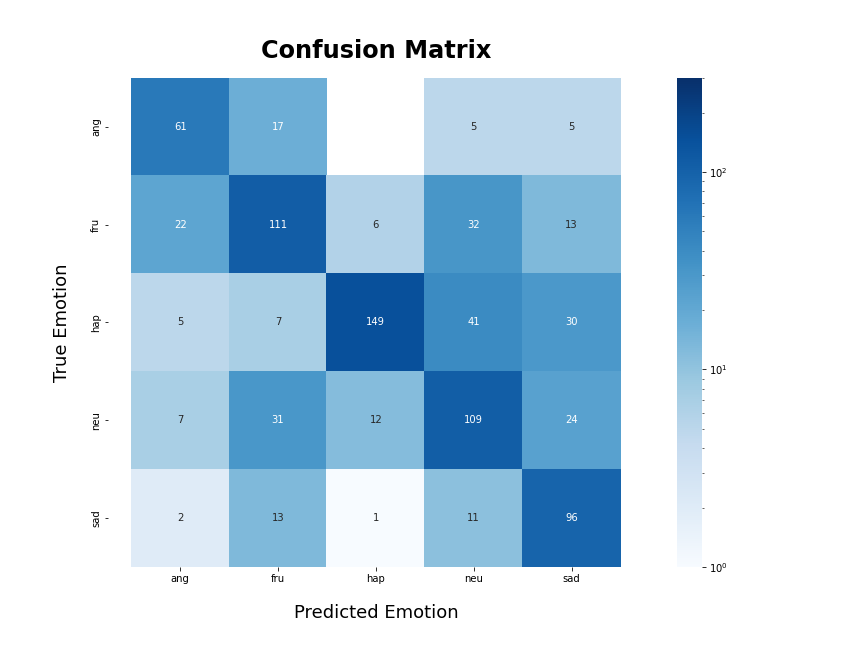 Confusion Matrix
True Emotion
ang 61 17 5 5
fru 22 111 6 32 13
hap 5 7 149 41 30
neu 7 31 12 109 24
sad 2 13 1 11 96
ang fru hap neu sad
Predicted Emotion
10²
10¹
10⁰